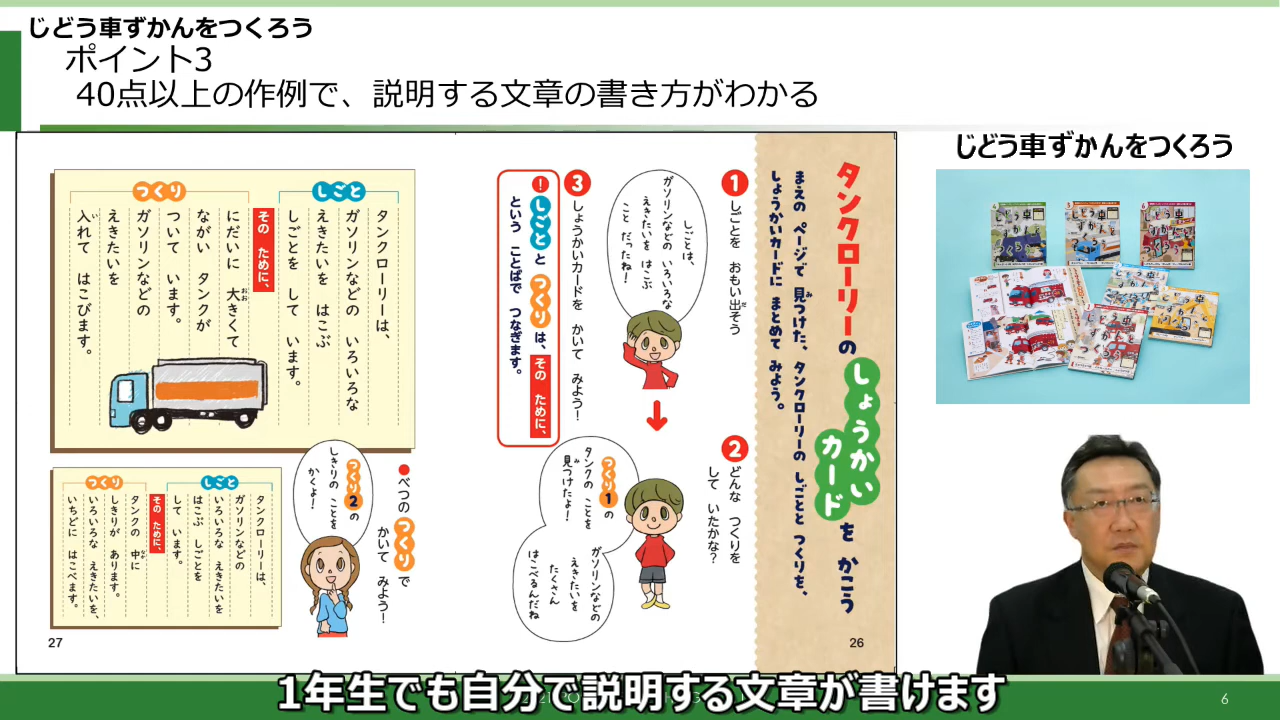 じどう車ずかんをつくろう
ポイント3
40点以上の作例で、説明する文章の書き方がわかる
じどう車ずかんをつくろう
タンクローリーの
しょうかい
カードを かこう
まえの ページで 見つけた、タンクローリーの しごとと つくりを、
しょうかいカードに まとめて みよう。
1 しごとを おもい出そう
しごとは、
ガソリンなどの いろいろな
えきたいを はこぶ
こと だったね!
2 どんな つくりを
して いたかな?
つくり1の
タンクの ことを
見つけたよ!
ガソリンなどの
えきたいを
たくさん
はこべるんだね
3 しょうかいカードを かいて みよう!
! しごとと つくりは、その ために、
という ことばで つなぎます。
しごと
タンクローリーは、
ガソリンなどの いろいろな
えきたいを はこぶ
しごとを して います。
つくり
その ために、
にだいに 大きくて
ながい タンクが
ついて います。
ガソリンなどの
えきたいを
入れて はこびます。
●べつの つくりで
かいて みよう!
つくり2の
しきりの ことを
かくよ!
しごと
タンクローリーは、
ガソリンなどの
いろいろな えきたいを
はこぶ しごとを
して います。
つくり
その ために、
タンクの 中に
しきりが あります。
いろいろな えきたいを、
いちどに はこべます。
27
26
1年生でも自分で説明する文章が書けます
6